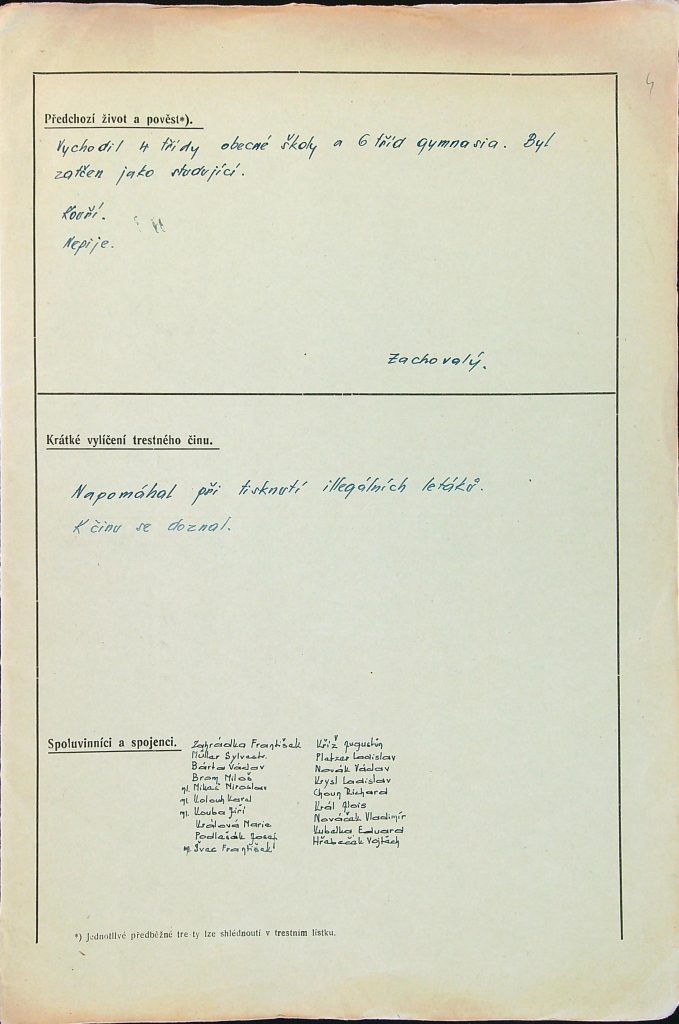 4
Předchozí život a pověst*).
Vychodil 4 třídy obecné školy a 6 tříd gymnasia. Byl
zatčen jako studující.
Kouří.
Nepije.
Zachovalý.
Krátké vylíčení trestného činu.
Napomáhal při tisknutí illegálních letáků.
K činu se doznal.
Spoluvinníci a spojenci.
Zahrádka František
Müller Sylvestr.
Bárta Václav
Brom Miloš
ml. Mikeš Miroslav
ml. Kolouh Karel
ml. Kouba Jiří
Králová Marie
Podlešák Josef
ml. Švec František
Kříž Augustin
Platzer Ladislav
Novák Václav
Krysl Ladislav
Choun Richard
Král Alois
Nováček Vladimír
Kubelka Eduard
Hřebečák Vojtěch
*) Jednotlivé předběžné tresty lze shlédnouti v trestním lístku.